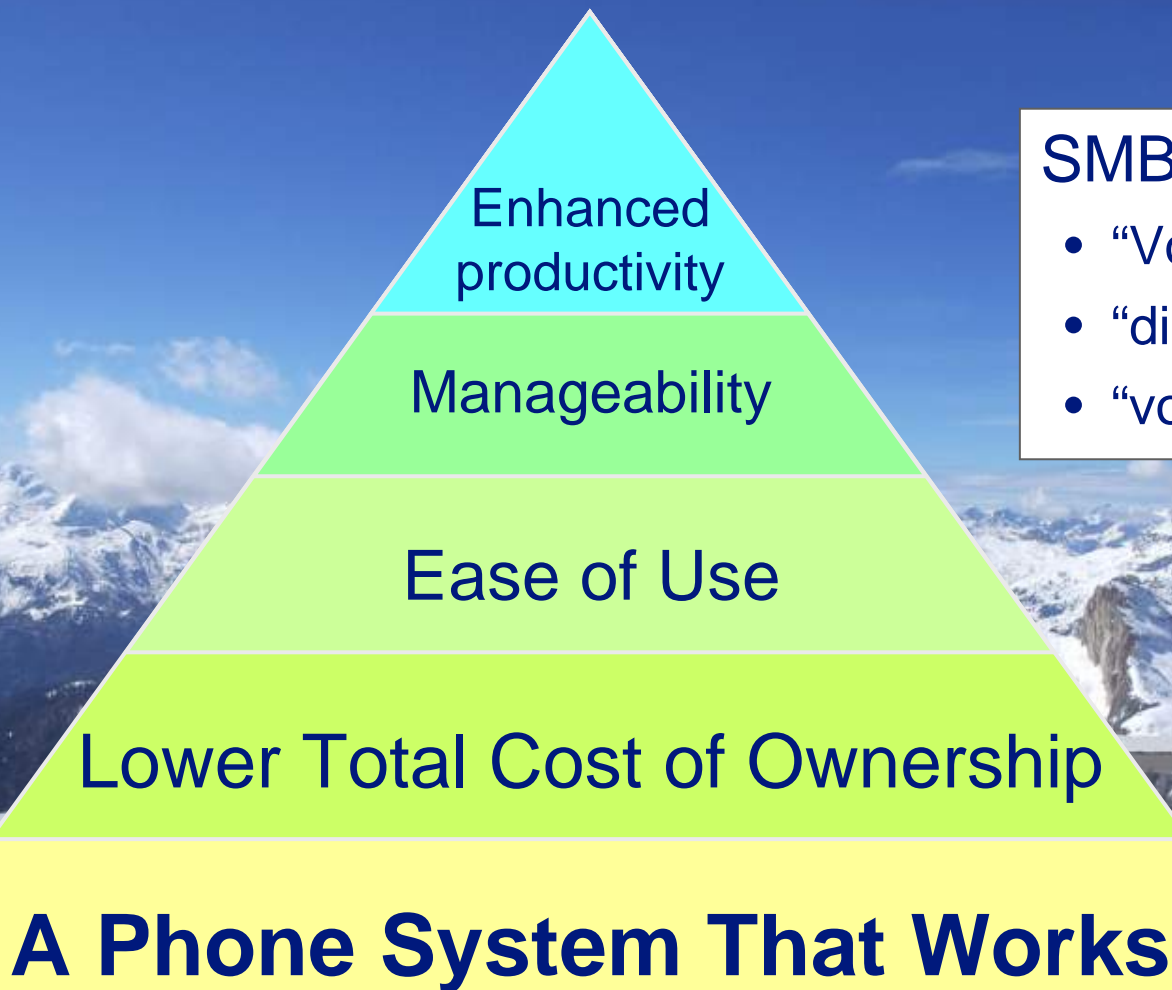 Enhanced
productivity
Manageability
Ease of Use
Lower Total Cost of Ownership
A Phone System That Works
SMB
•
•
•